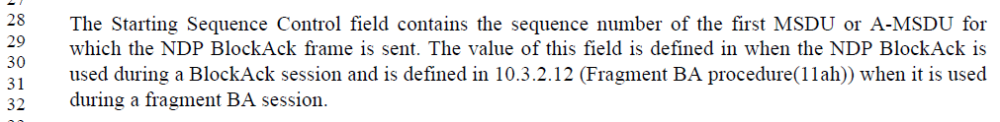 28 The Starting Sequence Control field contains the sequence number of the first MSDU or A-MSDU for
29 which the NDP BlockAck frame is sent. The value of this field is defined in when the NDP BlockAck is
30
31 used during a BlockAck session and is defined in 10.3.2.12 (Fragment BA procedure(11ah)) when it is used
32 during a fragment BA session.